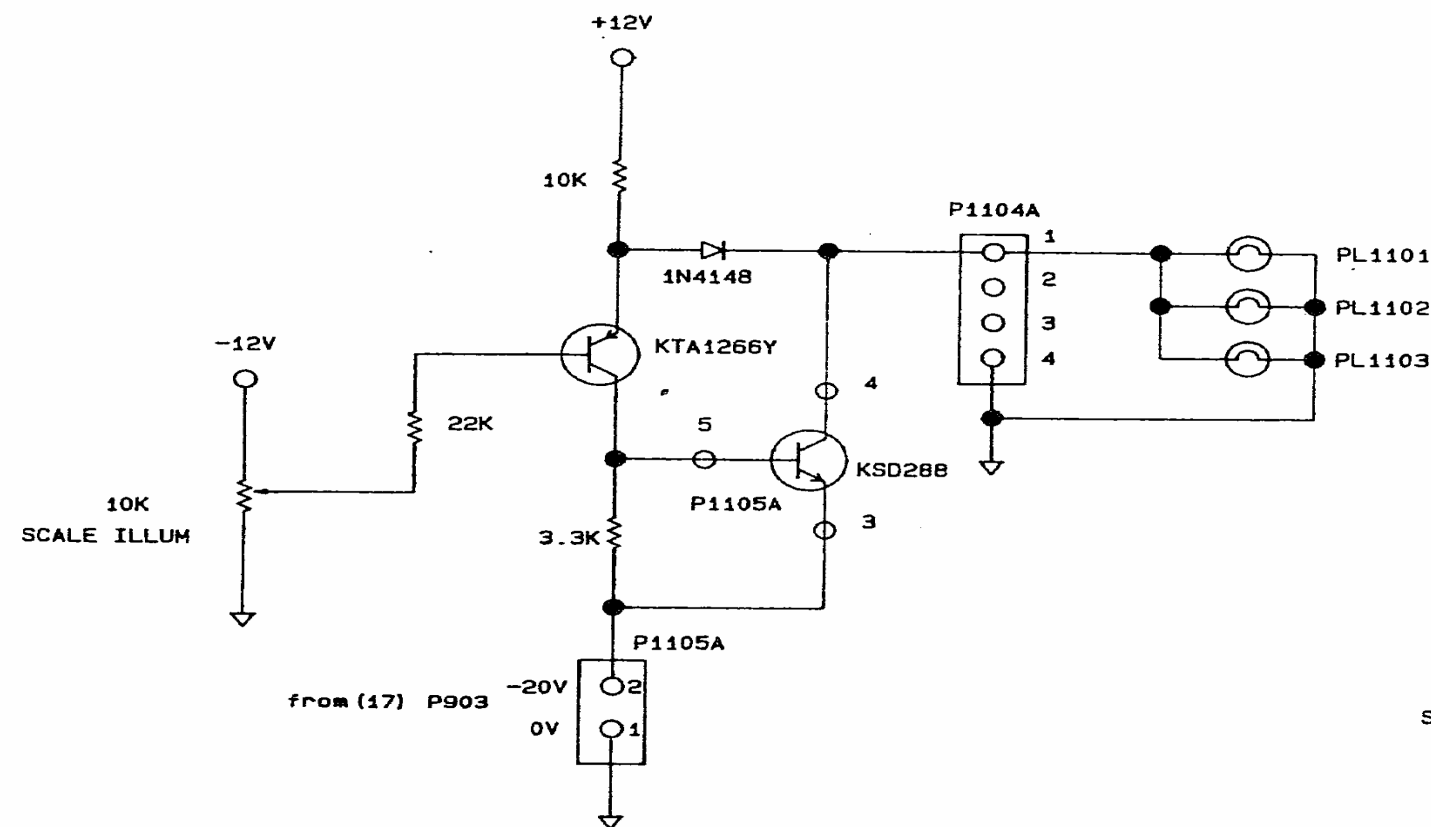 +12V
10K
P1104A
1
1N4148
PL1101
2
PL1102
3
-12V
KTA1266Y
4
PL1103
4
22K
5
KSD288
10K
P1105A
SCALE ILLUM
3
3.3K
P1105A
from (17) P903
-20V
2
0V
1
S